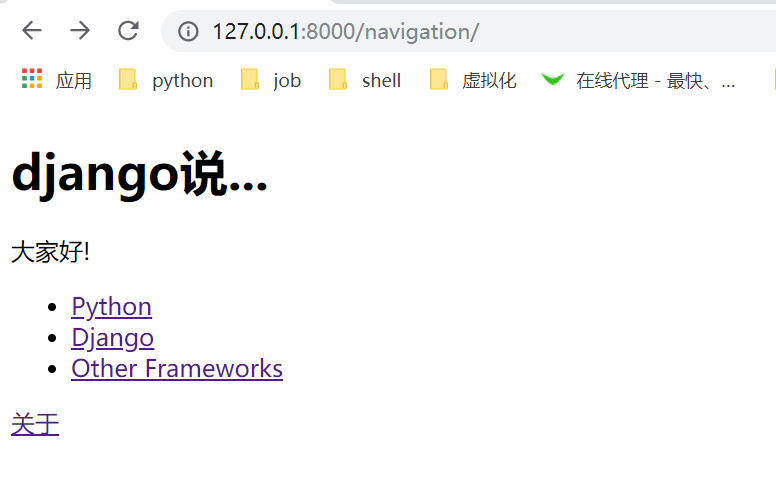 127.0.0.1:8000/navigation/
应用 python job shell 虚拟化 在线代理 - 最快、...
django说...
大家好!
Python
Django
Other Frameworks
关于